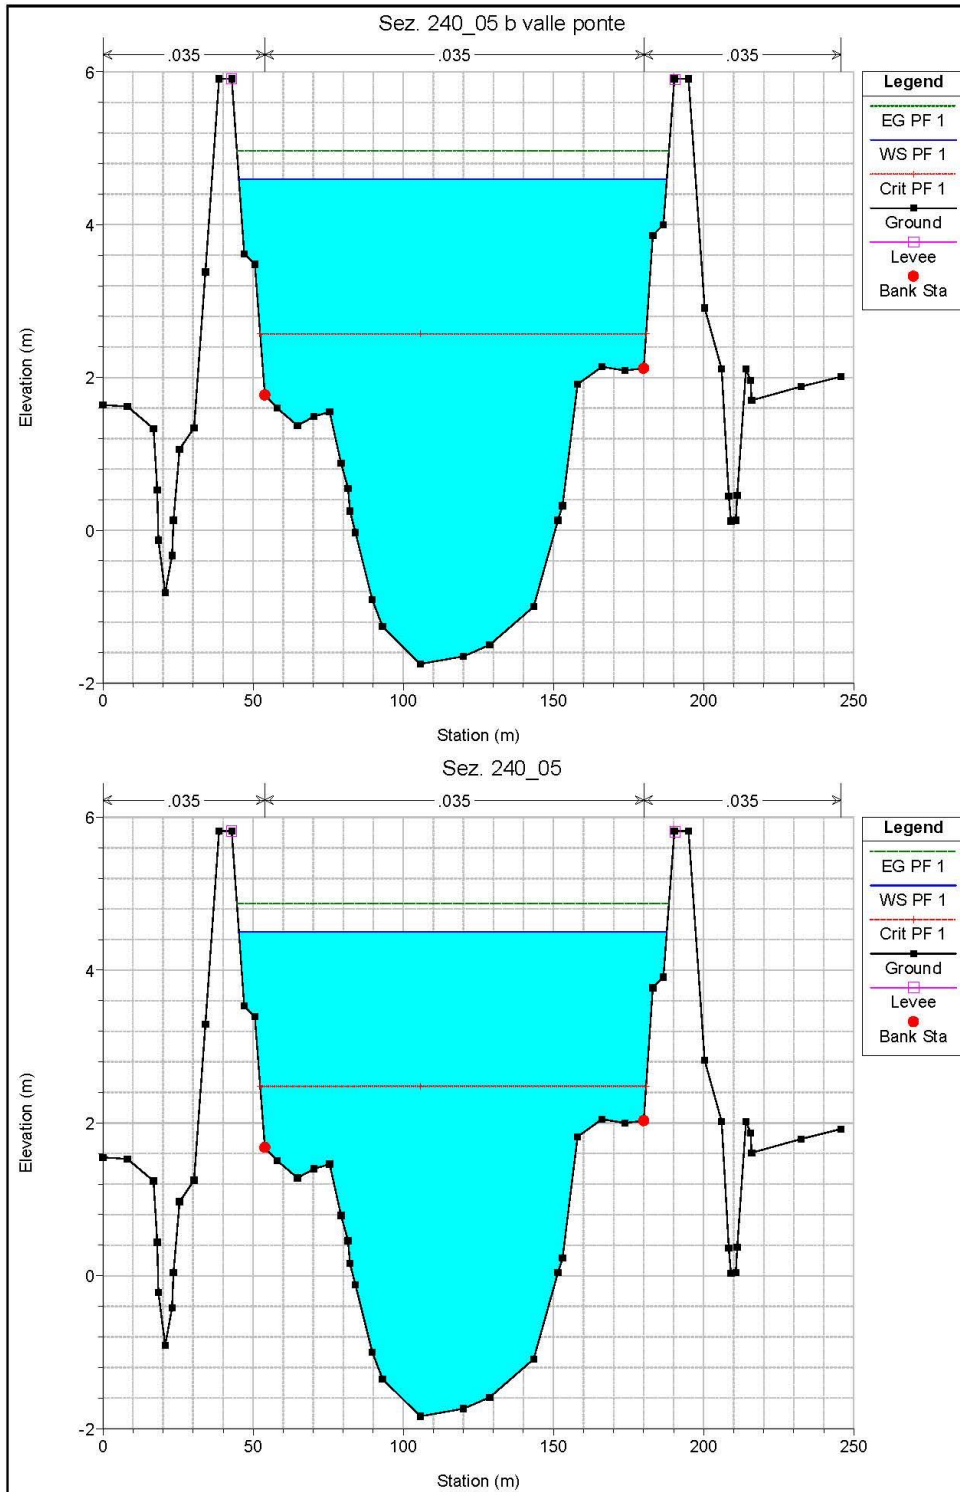 Sez. 240_05 b valle ponte
.035 .035 .035
6
4
2
0
-2
Elevation (m)
0 50 100 150 200 250
Station (m)
Legend
EG PF 1
WS PF 1
Crit PF 1
Ground
Levee
Bank Sta
Sez. 240_05
.035 .035 .035
6
4
2
0
-2
Elevation (m)
0 50 100 150 200 250
Station (m)
Legend
EG PF 1
WS PF 1
Crit PF 1
Ground
Levee
Bank Sta